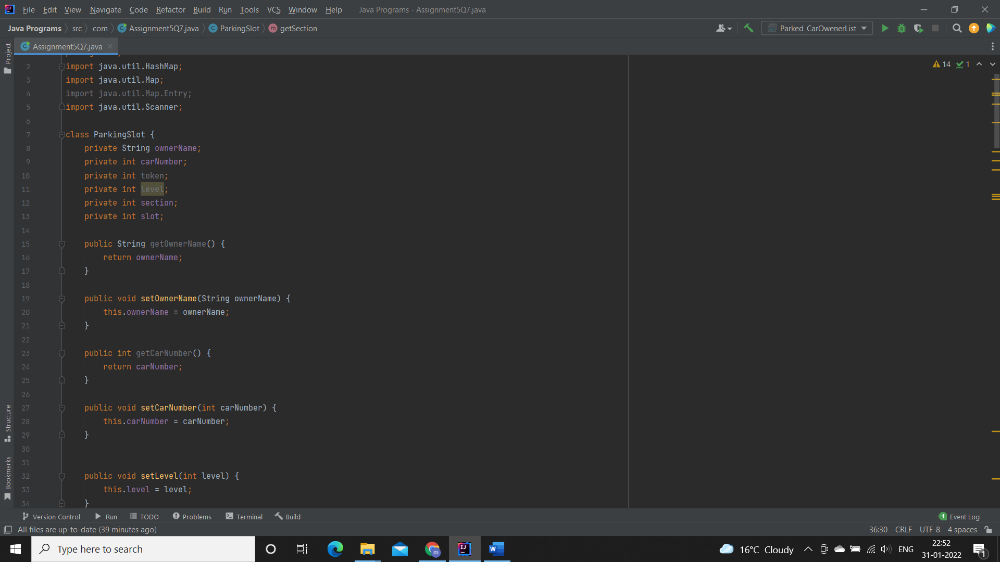 File Edit View Navigate Code Refactor Build Run Tools VCS Window Help Java Programs - Assignment5Q7.java
Java Programs src com Assignment5Q7.java ParkingSlot getSection Parked_CarOwenerList
Assignment5Q7.java
Project
14 1
2 import java.util.HashMap;
3 import java.util.Map;
4 import java.util.Map.Entry;
5 import java.util.Scanner;
6
7 class ParkingSlot {
8 private String ownerName;
9 private int carNumber;
10 private int token;
11 private int level;
12 private int section;
13 private int slot;
14
15 public String getOwnerName() {
16 return ownerName;
17 }
18
19 public void setOwnerName(String ownerName) {
20 this.ownerName = ownerName;
21 }
22
23 public int getCarNumber() {
24 return carNumber;
25 }
26
27 public void setCarNumber(int carNumber) {
28 this.carNumber = carNumber;
29 }
30
31
32 public void setLevel(int level) {
33 this.level = level;
34 }
Structure
Bookmarks
Version Control Run TODO Problems Terminal Build 1 Event Log
All files are up-to-date (39 minutes ago) 36:30 CRLF UTF-8 4 spaces
Type here to search 16°C Cloudy ENG 22:52
31-01-2022 1